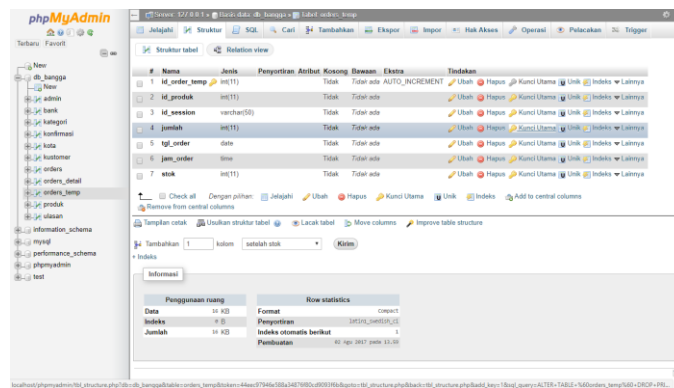 phpMyAdmin
Terbaru Favorit
New
db_bangga
New
admin
bank
kategori
konfirmasi
kota
kustomer
orders
orders_detail
orders_temp
produk
ulasan
information_schema
mysql
performance_schema
phpmyadmin
test
Server: 127.0.0.1 » Basis data: db_bangga » Tabel: orders_temp
Jelajahi Struktur SQL Cari Tambahkan Ekspor Impor Hak Akses Operasi Pelacakan Trigger
Struktur tabel Relation view
# Nama Jenis Penyortiran Atribut Kosong Bawaan Ekstra Tindakan
1 id_order_temp int(11) Tidak Tidak ada AUTO_INCREMENT Ubah Hapus Kunci Utama Unik Indeks Lainnya
2 id_produk int(11) Tidak Tidak ada Ubah Hapus Kunci Utama Unik Indeks Lainnya
3 id_session varchar(50) Tidak Tidak ada Ubah Hapus Kunci Utama Unik Indeks Lainnya
4 jumlah int(11) Tidak Tidak ada Ubah Hapus Kunci Utama Unik Indeks Lainnya
5 tgl_order date Tidak Tidak ada Ubah Hapus Kunci Utama Unik Indeks Lainnya
6 jam_order time Tidak Tidak ada Ubah Hapus Kunci Utama Unik Indeks Lainnya
7 stok int(11) Tidak Tidak ada Ubah Hapus Kunci Utama Unik Indeks Lainnya
Check all Dengan pilihan: Jelajahi Ubah Hapus Kunci Utama Unik Indeks Add to central columns
Remove from central columns
Tampilan cetak Usulkan struktur tabel Lacak tabel Move columns Improve table structure
Tambahkan 1 kolom setelah stok Kirim
+ Indeks
Informasi
Penggunaan ruang
Data 16 KB
Indeks 0 B
Jumlah 16 KB
Row statistics
Format Compact
Penyortiran latin1_swedish_ci
Indeks otomatis berikut 1
Pembuatan